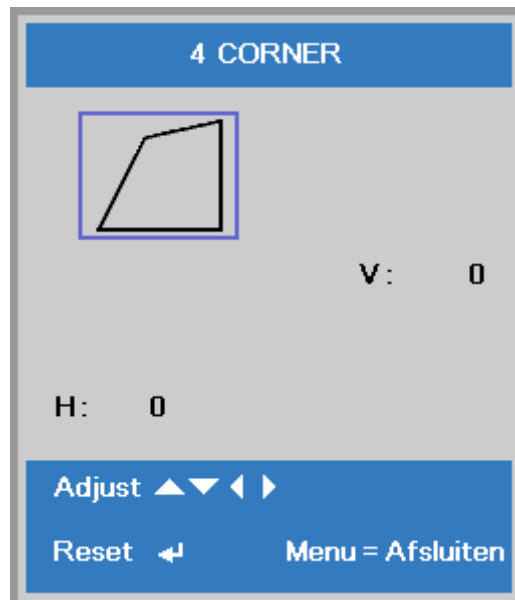 4 CORNER
V: 0
H: 0
Adjust
Reset Menu = Afsluiten